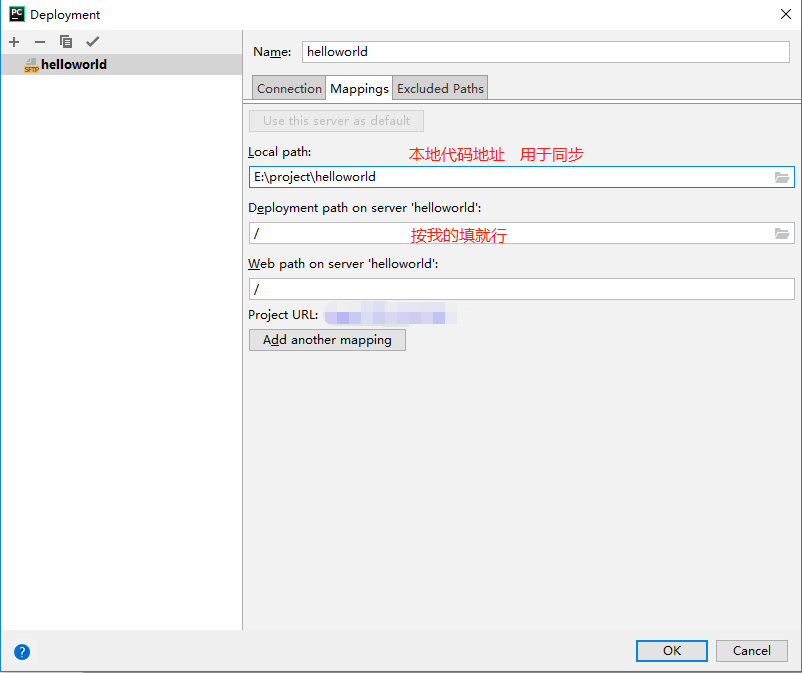 PC Deployment
helloworld
SFTP
Name: helloworld
Connection Mappings Excluded Paths
Use this server as default
Local path: 本地代码地址 用于同步
E:\project\helloworld
Deployment path on server 'helloworld':
/ 按我的填就行
Web path on server 'helloworld':
/
Project URL:
Add another mapping
? OK Cancel